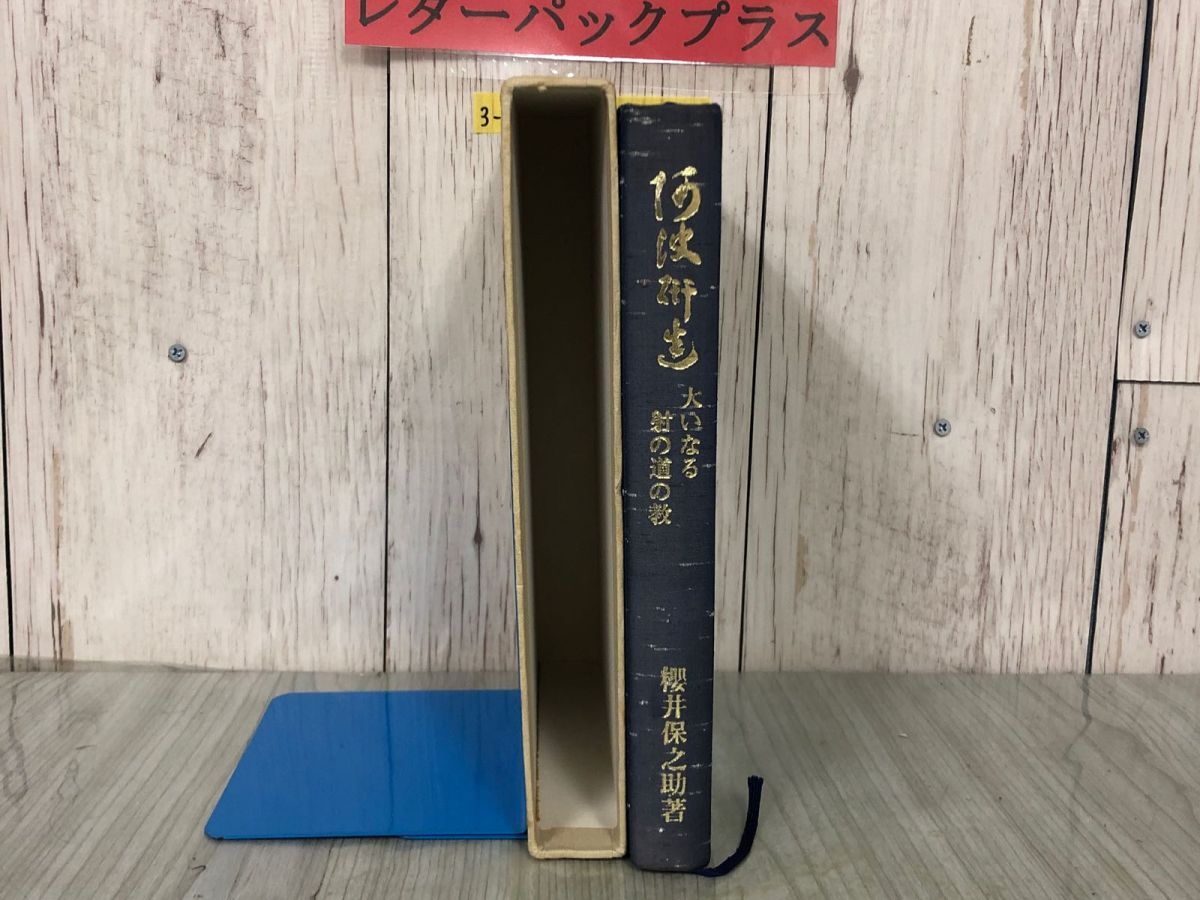 レターパックプラス
3-
阿波研造
大いなる
射の道の教
櫻井保之助著